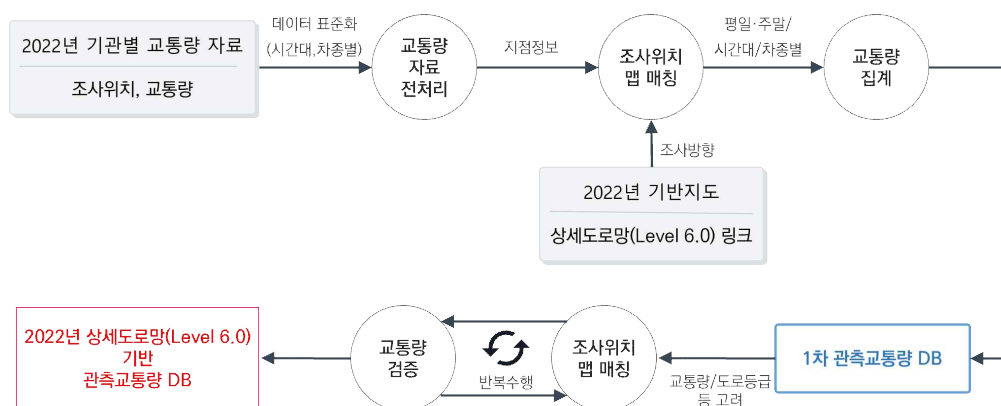 2022년 기관별 교통량 자료
조사위치, 교통량
데이터 표준화
(시간대,차종별)
교통량
자료
전처리
지점정보
조사위치
맵 매칭
평일·주말/
시간대/차종별
교통량
집계
조사방향
2022년 기반지도
상세도로망(Level 6.0) 링크
2022년 상세도로망(Level 6.0)
기반
관측교통량 DB
교통량
검증
반복수행
조사위치
맵 매칭
교통량/도로등급
등 고려
1차 관측교통량 DB